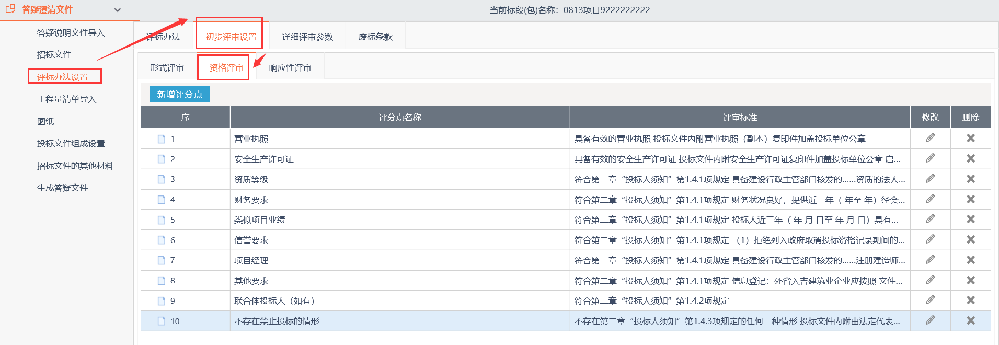 答疑澄清文件
当前标段(包)名称：0813项目9222222222—
答疑说明文件导入
招标文件
评标办法设置
工程量清单导入
图纸
投标文件组成设置
招标文件的其他材料
生成答疑文件
评标办法 初步评审设置 详细评审参数 废标条款
形式评审 资格评审 响应性评审
新增评分点
序 评分点名称 评审标准 修改 删除
1 营业执照 具备有效的营业执照 投标文件内附营业执照（副本）复印件加盖投标单位公章
2 安全生产许可证 具备有效的安全生产许可证 投标文件内附安全生产许可证复印件加盖投标单位公章 启...
3 资质等级 符合第二章“投标人须知”第1.4.1项规定 具备建设行政主管部门核发的......资质的法人...
4 财务要求 符合第二章“投标人须知”第1.4.1项规定 财务状况良好，提供近三年（ 年至 年）经会...
5 类似项目业绩 符合第二章“投标人须知”第1.4.1项规定 投标人近三年（ 年 月 日至 年 月 日）具有...
6 信誉要求 符合第二章“投标人须知”第1.4.1项规定 （1）拒绝列入政府取消投标资格记录期间的...
7 项目经理 符合第二章“投标人须知”第1.4.1项规定 具备建设行政主管部门核发的......注册建造师...
8 其他要求 符合第二章“投标人须知”第1.4.1项规定 信息登记：外省入吉建筑业企业应按照 文件...
9 联合体投标人（如有） 符合第二章“投标人须知”第1.4.2项规定
10 不存在禁止投标的情形 不存在第二章“投标人须知”第1.4.3项规定的任何一种情形 投标文件内附由法定代表...